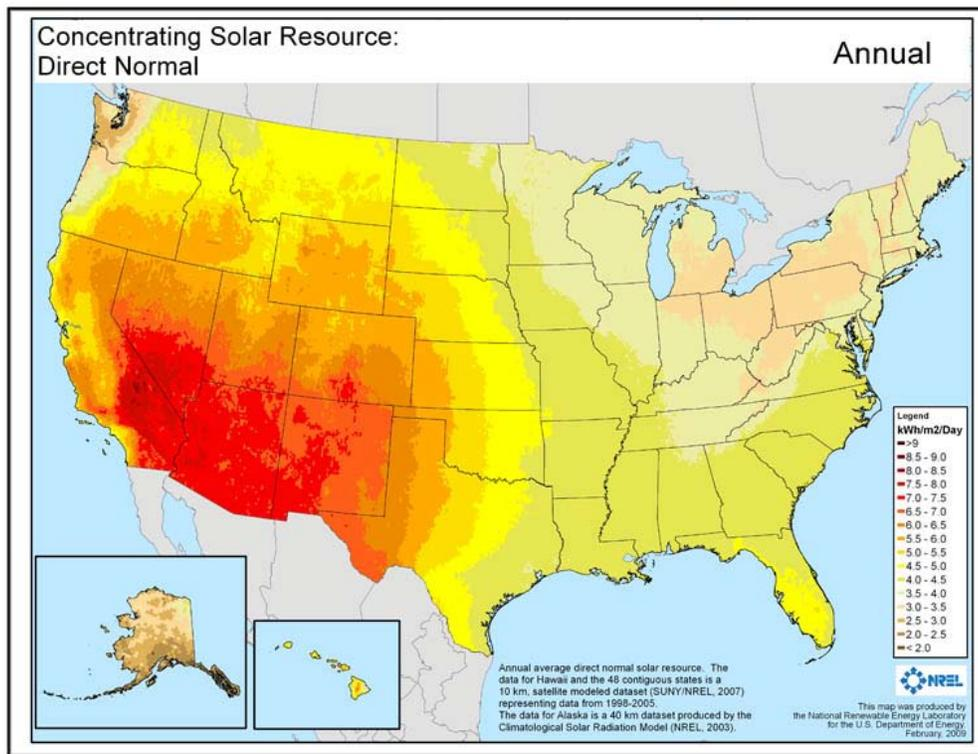 Concentrating Solar Resource:
Direct Normal
Annual
Legend
kWh/m2/Day
>9
8.5 - 9.0
8.0 - 8.5
7.5 - 8.0
7.0 - 7.5
6.5 - 7.0
6.0 - 6.5
5.5 - 6.0
5.0 - 5.5
4.5 - 5.0
4.0 - 4.5
3.5 - 4.0
3.0 - 3.5
2.5 - 3.0
2.0 - 2.5
< 2.0
Annual average direct normal solar resource. The
data for Hawaii and the 48 contiguous states is a
10 km, satellite modeled dataset (SUNY/NREL, 2007)
representing data from 1998-2005.
The data for Alaska is a 40 km dataset produced by the
Climatological Solar Radiation Model (NREL, 2003).
NREL
This map was produced by
the National Renewable Energy Laboratory
for the U.S. Department of Energy.
February, 2009